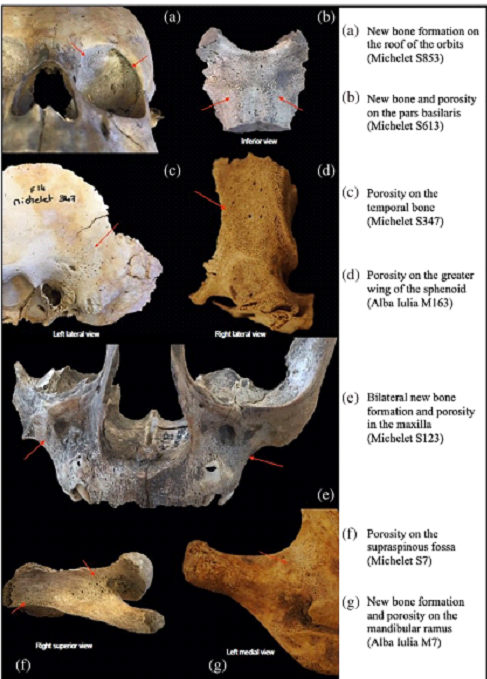 (a)
(b)
Inferior view
(c)
(d)
S347
Michelet 347
Left lateral view
Right lateral view
(e)
Right superior view
(f)
Left medial view
(g)
(a) New bone formation on
the roof of the orbits
(Michelet S853)
(b) New bone and porosity
on the pars basilaris
(Michelet S613)
(c) Porosity on the
temporal bone
(Michelet S347)
(d) Porosity on the greater
wing of the sphenoid
(Alba Iulia M163)
(e) Bilateral new bone
formation and porosity
in the maxilla
(Michelet S123)
(f) Porosity on the
supraspinous fossa
(Michelet S7)
(g) New bone formation
and porosity on the
mandibular ramus
(Alba Iulia M7)